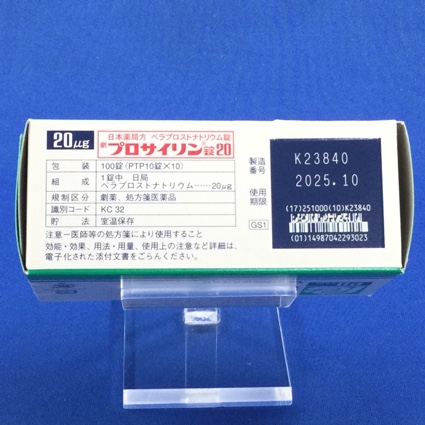 20μg
日本薬局方 ベラプロストナトリウム錠
劇 プロサイリン®錠20
包装 100錠(PTP10錠×10)
組成 1錠中 日局
ベラプロストナトリウム……20μg
規制区分 劇薬、処方箋医薬品
識別コード KC 32
貯法 室温保存
注意－医師等の処方箋により使用すること
効能・効果、用法・用量、使用上の注意など詳細は、
電子化された添付文書をごらんください。
製造番号
K23840
使用期限
2025.10
(17)251000(10)K23840
GS1
(01)14987042293023